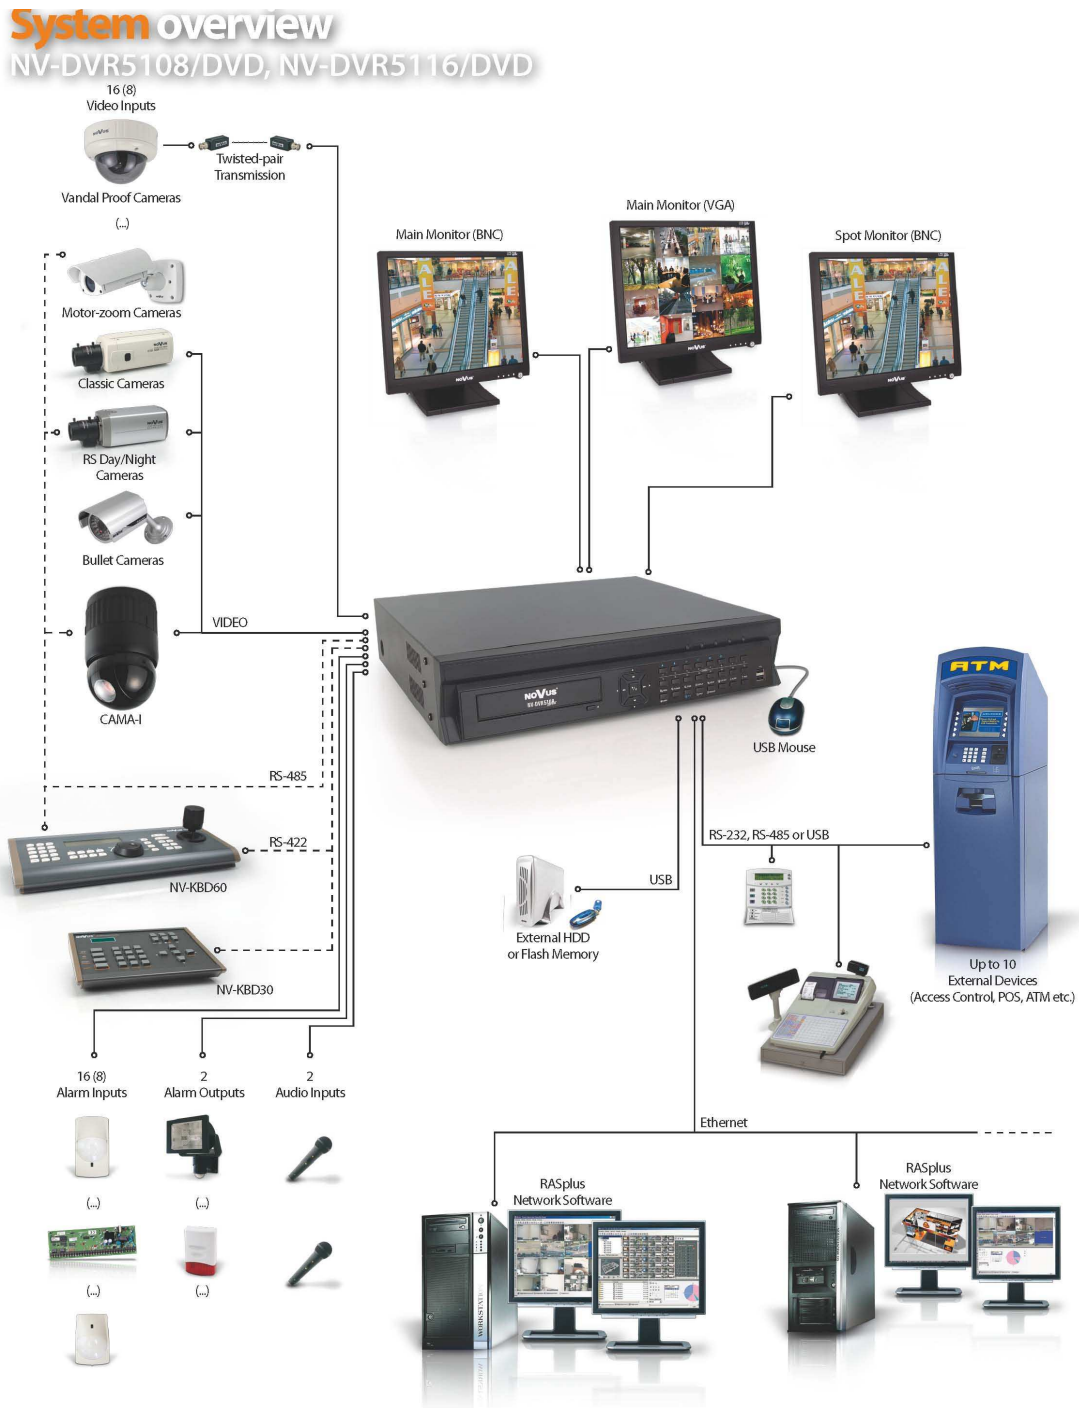 System overview
NV-DVR5108/DVD, NV-DVR5116/DVD
16 (8)
Video Inputs
Twisted-pair
Transmission
Vandal Proof Cameras
(...)
Main Monitor (BNC)
Main Monitor (VGA)
Spot Monitor (BNC)
Motor-zoom Cameras
Classic Cameras
RS Day/Night
Cameras
Bullet Cameras
VIDEO
CAMA-I
NOVUS
USB Mouse
ATM
RS-485
RS-422
NV-KBD60
NV-KBD30
RS-232, RS-485 or USB
USB
External HDD
or Flash Memory
Up to 10
External Devices
(Access Control, POS, ATM etc.)
16 (8)
Alarm Inputs
2
Alarm Outputs
2
Audio Inputs
(...)
(...)
(...)
(...)
Ethernet
RASplus
Network Software
RASplus
Network Software